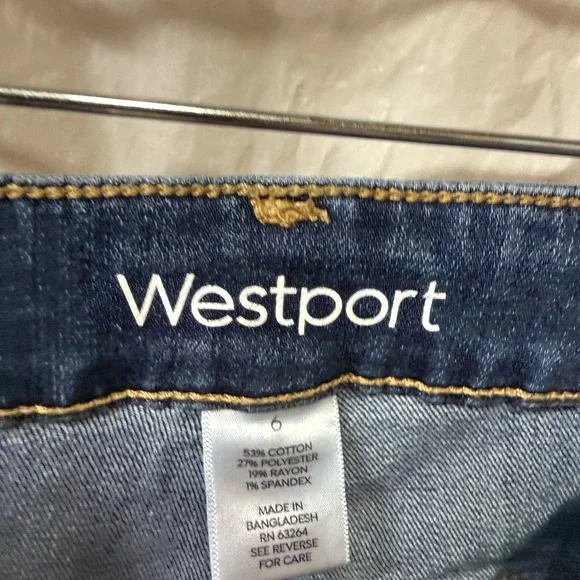 Westport
6
53% COTTON
27% POLYESTER
19% RAYON
1% SPANDEX
MADE IN
BANGLADESH
RN 63264
SEE REVERSE
FOR CARE